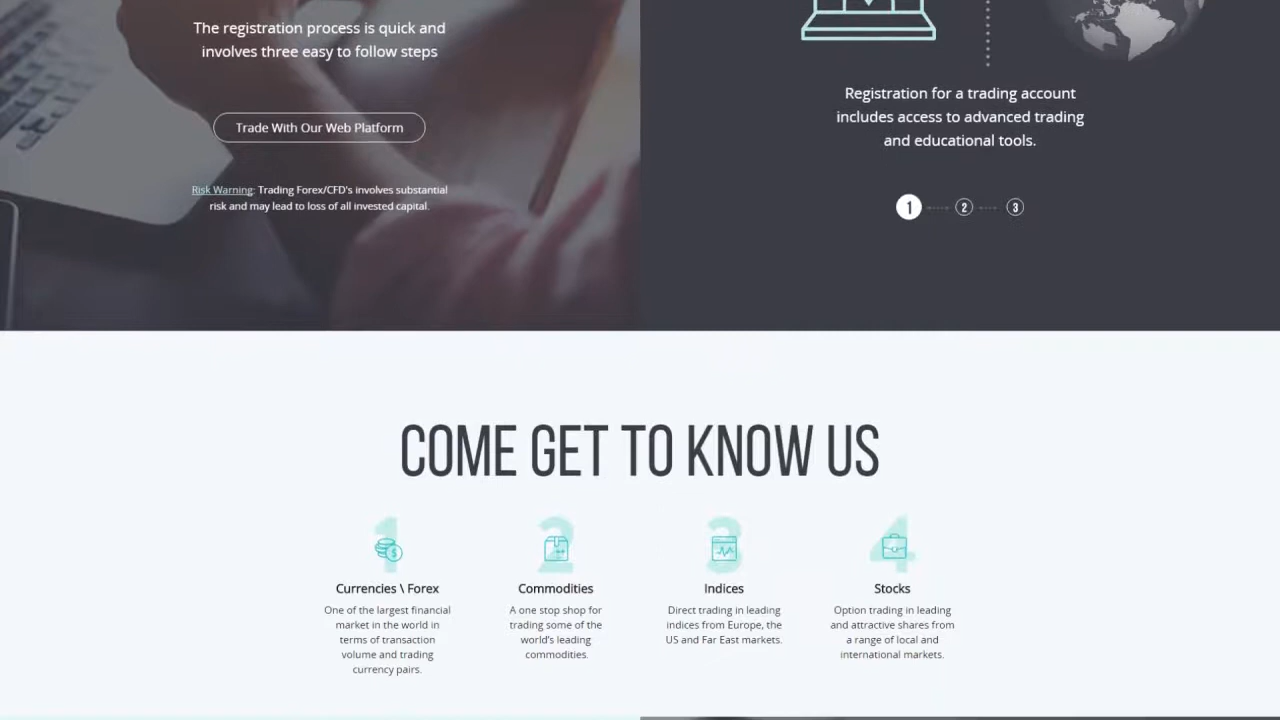 The registration process is quick and
involves three easy to follow steps
Trade With Our Web Platform
Risk Warning: Trading Forex/CFD's involves substantial
risk and may lead to loss of all invested capital.
Registration for a trading account
includes access to advanced trading
and educational tools.
1 2 3
COME GET TO KNOW US
1
Currencies \ Forex
One of the largest financial
market in the world in
terms of transaction
volume and trading
currency pairs.
2
Commodities
A one stop shop for
trading some of the
world's leading
commodities.
3
Indices
Direct trading in leading
indices from Europe, the
US and Far East markets.
4
Stocks
Option trading in leading
and attractive shares from
a range of local and
international markets.